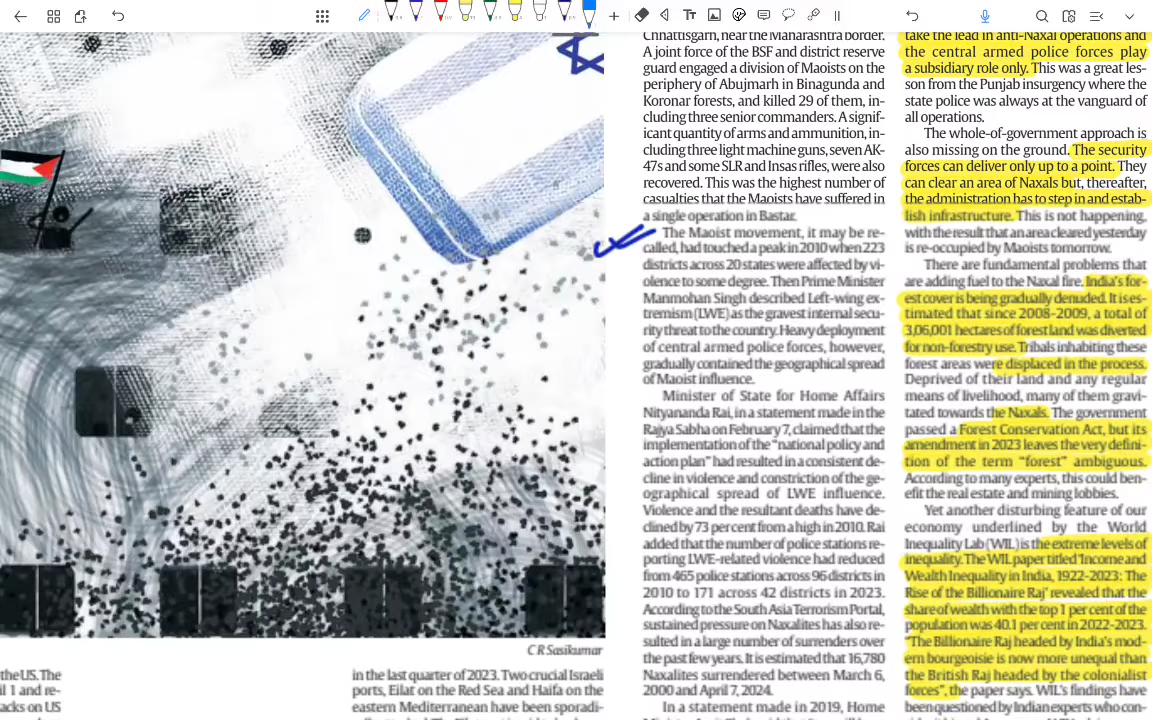 Chhattisgarh, near the Maharashtra border.
A joint force of the BSF and district reserve
guard engaged a division of Maoists on the
periphery of Abujmarh in Binagunda and
Koronar forests, and killed 29 of them, in-
cluding three senior commanders. A signif-
icant quantity of arms and ammunition, in-
cluding three light machine guns, seven AK-
47s and some SLR and Insas rifles, were also
recovered. This was the highest number of
casualties that the Maoists have suffered in
a single operation in Bastar.
The Maoist movement, it may be re-
called, had touched a peak in 2010 when 223
districts across 20 states were affected by vi-
olence to some degree. Then Prime Minister
Manmohan Singh described Left-wing ex-
tremism (LWE) as the gravest internal secu-
rity threat to the country. Heavy deployment
of central armed police forces, however,
gradually contained the geographical spread
of Maoist influence.
Minister of State for Home Affairs
Nityananda Rai, in a statement made in the
Rajya Sabha on February 7, claimed that the
implementation of the "national policy and
action plan" had resulted in a consistent de-
cline in violence and constriction of the ge-
ographical spread of LWE influence.
Violence and the resultant deaths have de-
clined by 73 per cent from a high in 2010. Rai
added that the number of police stations re-
porting LWE-related violence had reduced
from 465 police stations across 96 districts in
2010 to 171 across 42 districts in 2023.
According to the South Asia Terrorism Portal,
sustained pressure on Naxalites has also re-
sulted in a large number of surrenders over
the past few years. It is estimated that 16,780
Naxalites surrendered between March 6,
2000 and April 7, 2024.
In a statement made in 2019, Home
take the lead in anti-Naxal operations and
the central armed police forces play
a subsidiary role only. This was a great les-
son from the Punjab insurgency where the
state police was always at the vanguard of
all operations.
The whole-of-government approach is
also missing on the ground. The security
forces can deliver only up to a point. They
can clear an area of Naxals but, thereafter,
the administration has to step in and estab-
lish infrastructure. This is not happening,
with the result that an area cleared yesterday
is re-occupied by Maoists tomorrow.
There are fundamental problems that
are adding fuel to the Naxal fire. India's for-
est cover is being gradually denuded. It is es-
timated that since 2008-2009, a total of
3,06,001 hectares of forest land was diverted
for non-forestry use. Tribals inhabiting these
forest areas were displaced in the process.
Deprived of their land and any regular
means of livelihood, many of them gravi-
tated towards the Naxals. The government
passed a Forest Conservation Act, but its
amendment in 2023 leaves the very defini-
tion of the term "forest" ambiguous.
According to many experts, this could ben-
efit the real estate and mining lobbies.
Yet another disturbing feature of our
economy underlined by the World
Inequality Lab (WIL) is the extreme levels of
inequality. The WIL paper titled 'Income and
Wealth Inequality in India, 1922-2023: The
Rise of the Billionaire Raj' revealed that the
share of wealth with the top 1 per cent of the
population was 40.1 per cent in 2022-2023.
"The Billionaire Raj headed by India's mod-
ern bourgeoisie is now more unequal than
the British Raj headed by the colonialist
forces", the paper says. WIL's findings have
been questioned by Indian experts who con-
C R Sasikumar
the US. The
il 1 and re-
tacks on US
in the last quarter of 2023. Two crucial Israeli
ports, Eilat on the Red Sea and Haifa on the
eastern Mediterranean have been sporadi-